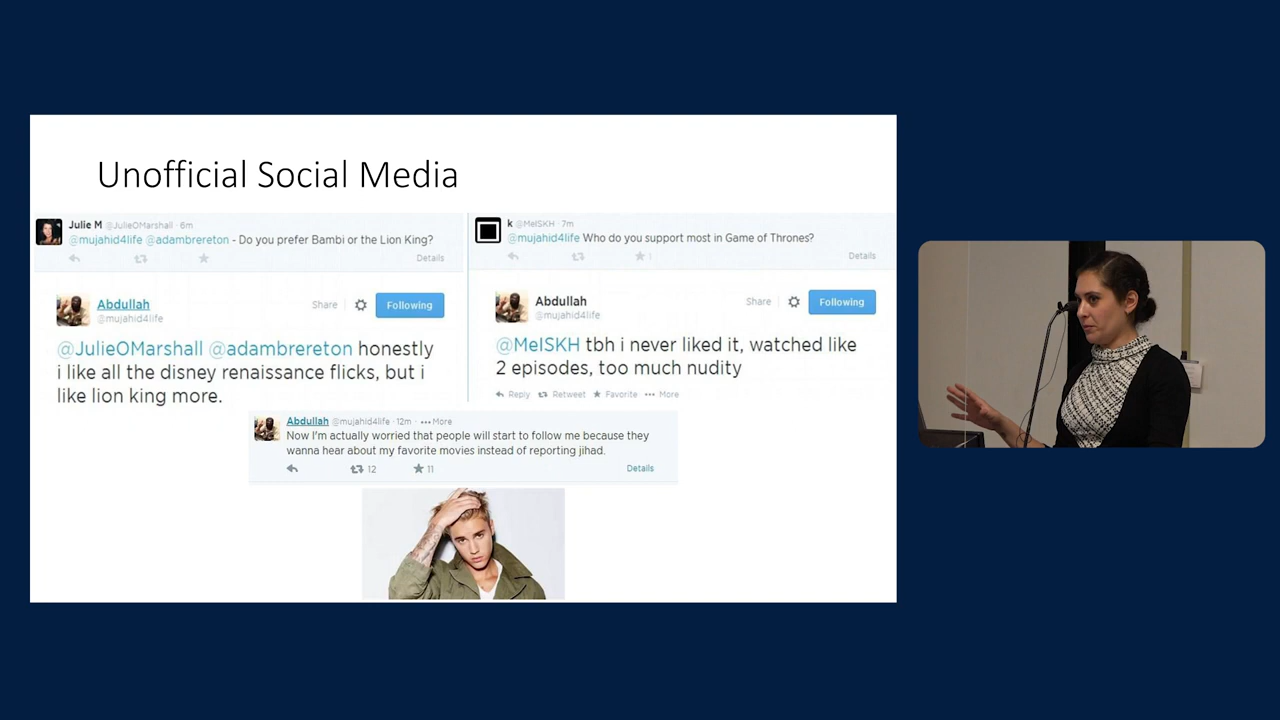 Unofficial Social Media
Julie M @JulieOMarshall · 6m
@mujahid4life @adambrereton - Do you prefer Bambi or the Lion King?
Details
Abdullah
@mujahid4life
Share
Following
@JulieOMarshall @adambrereton honestly
i like all the disney renaissance flicks, but i
like lion king more.
k @MeISKH · 7m
@mujahid4life Who do you support most in Game of Thrones?
1
Details
Abdullah
@mujahid4life
Share
Following
@MeISKH tbh i never liked it, watched like
2 episodes, too much nudity
Reply Retweet Favorite ••• More
Abdullah @mujahid4life · 12m · ••• More
Now I'm actually worried that people will start to follow me because they
wanna hear about my favorite movies instead of reporting jihad.
12 11
Details